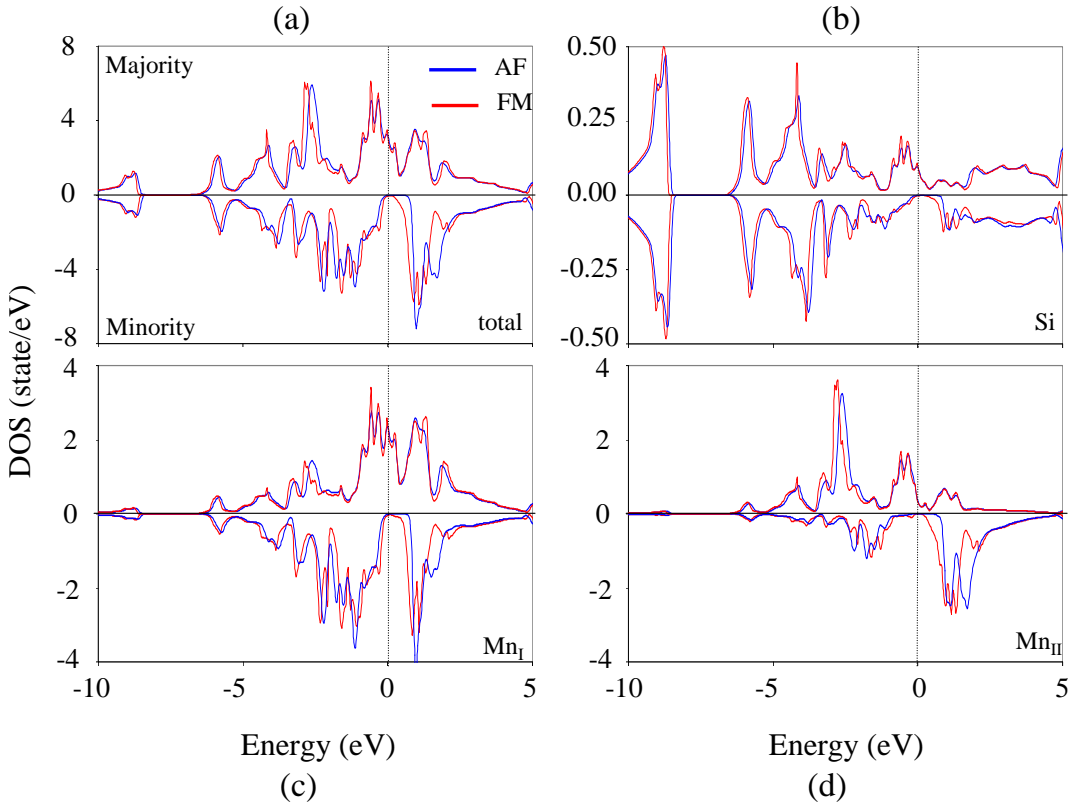 (a)
(b)
8
4
0
-4
-8
Majority
AF
FM
Minority
total
0.50
0.25
0.00
-0.25
-0.50
Si
DOS (state/eV)
4
2
0
-2
-4
Mn_I
-10
-5
0
5
4
2
0
-2
-4
Mn_II
-10
-5
0
5
Energy (eV)
Energy (eV)
(c)
(d)